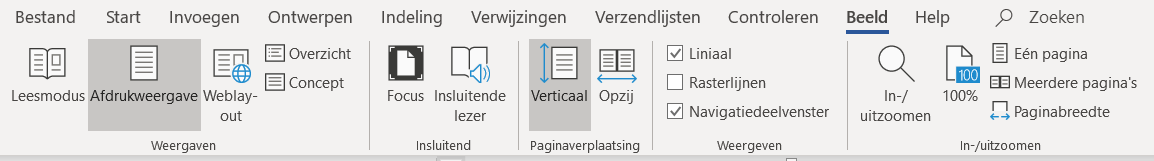 Bestand Start Invoegen Ontwerpen Indeling Verwijzingen Verzendlijsten Controleren Beeld Help Zoeken
Leesmodus
Afdrukweergave
Weblay-
out
Overzicht
Concept
Weergaven
Focus
Insluitende
lezer
Insluitend
Verticaal
Opzij
Paginaverplaatsing
Liniaal
Rasterlijnen
Navigatiedeelvenster
Weergeven
In-/
uitzoomen
100
100%
Eén pagina
Meerdere pagina's
Paginabreedte
In-/uitzoomen